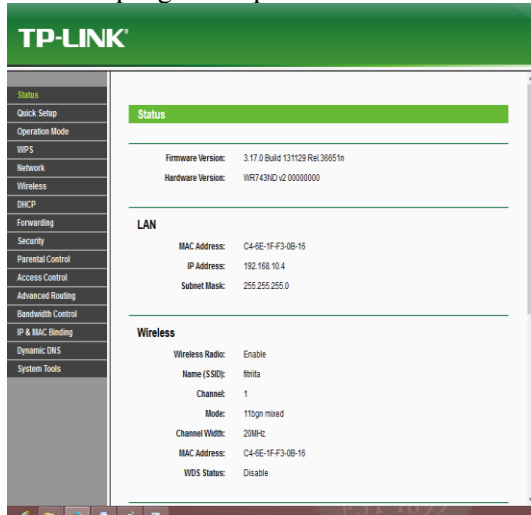 TP-LINK
Status
Quick Setup
Operation Mode
WPS
Network
Wireless
DHCP
Forwarding
Security
Parental Control
Access Control
Advanced Routing
Bandwidth Control
IP & MAC Binding
Dynamic DNS
System Tools
Status
Firmware Version: 3.17.0 Build 131129 Rel.36651n
Hardware Version: WR743ND v2 00000000
LAN
MAC Address: C4-6E-1F-F3-0B-16
IP Address: 192.168.10.4
Subnet Mask: 255.255.255.0
Wireless
Wireless Radio: Enable
Name (SSID):
Channel: 1
Mode: 11bgn mixed
Channel Width: 20MHz
MAC Address: C4-6E-1F-F3-0B-16
WDS Status: Disable